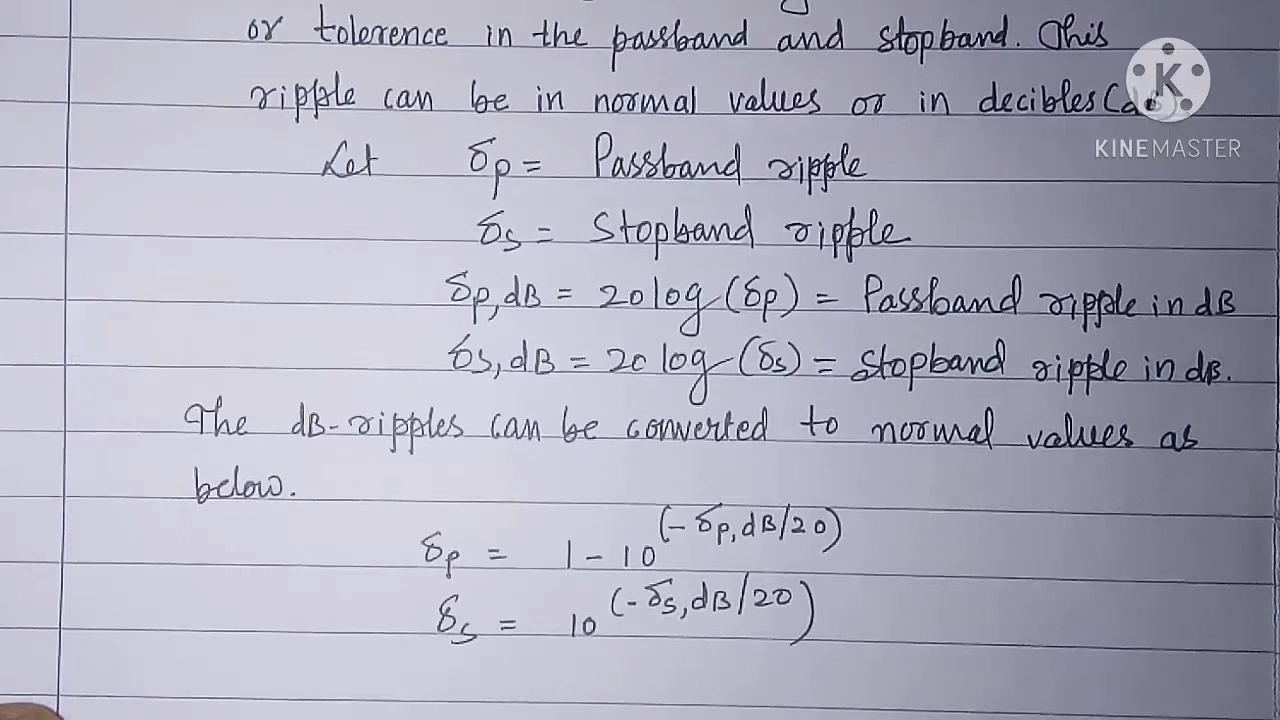 or tolerence in the passband and stopband. This
ripple can be in normal values or in decibles (dB).
KINEMASTER
Let δp = Passband ripple
δs = Stopband ripple
δp,dB = 20 log (δp) = Passband ripple in dB
δs,dB = 20 log (δs) = Stopband ripple in dB.
The dB-ripples can be converted to normal values as
below.
δp = 1 - 10^(-δp,dB/20)
δs = 10^(-δs,dB/20)